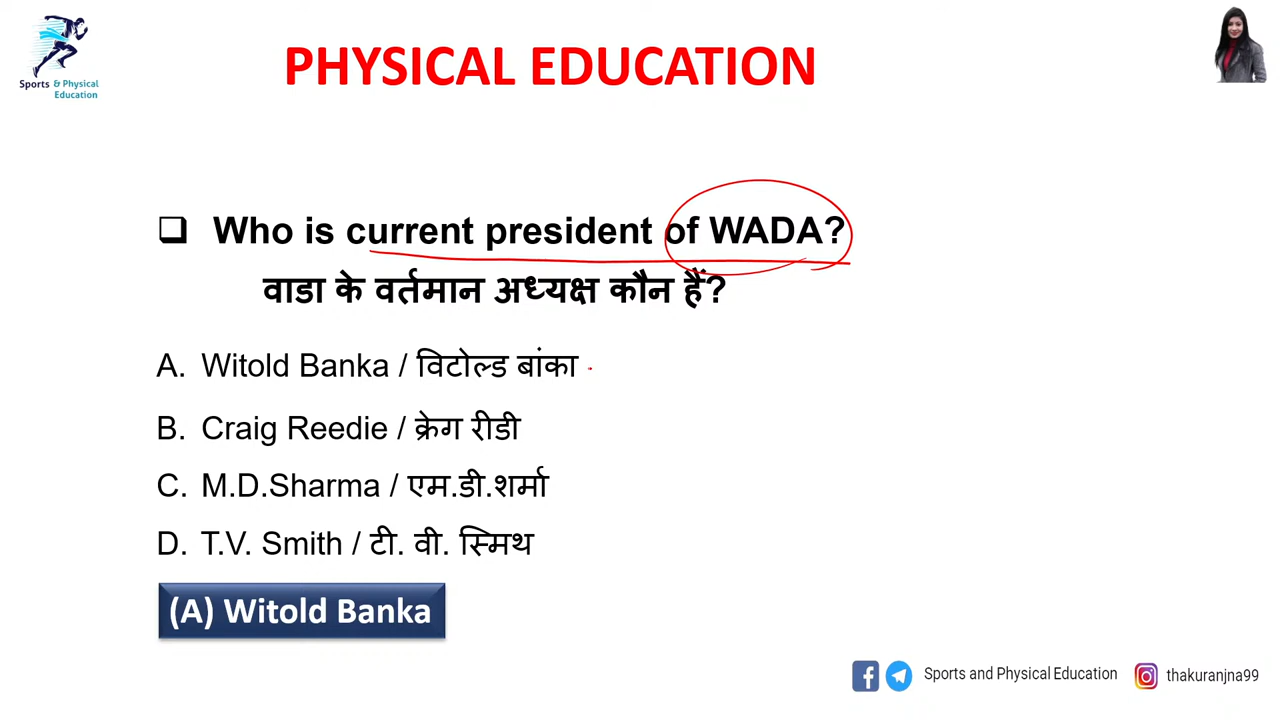 Sports & Physical
Education
PHYSICAL EDUCATION
Who is current president of WADA?
वाडा के वर्तमान अध्यक्ष कौन हैं?
A. Witold Banka / विटोल्ड बांका
B. Craig Reedie / क्रेग रीडी
C. M.D.Sharma / एम.डी.शर्मा
D. T.V. Smith / टी. वी. स्मिथ
(A) Witold Banka
Sports and Physical Education thakuranjna99